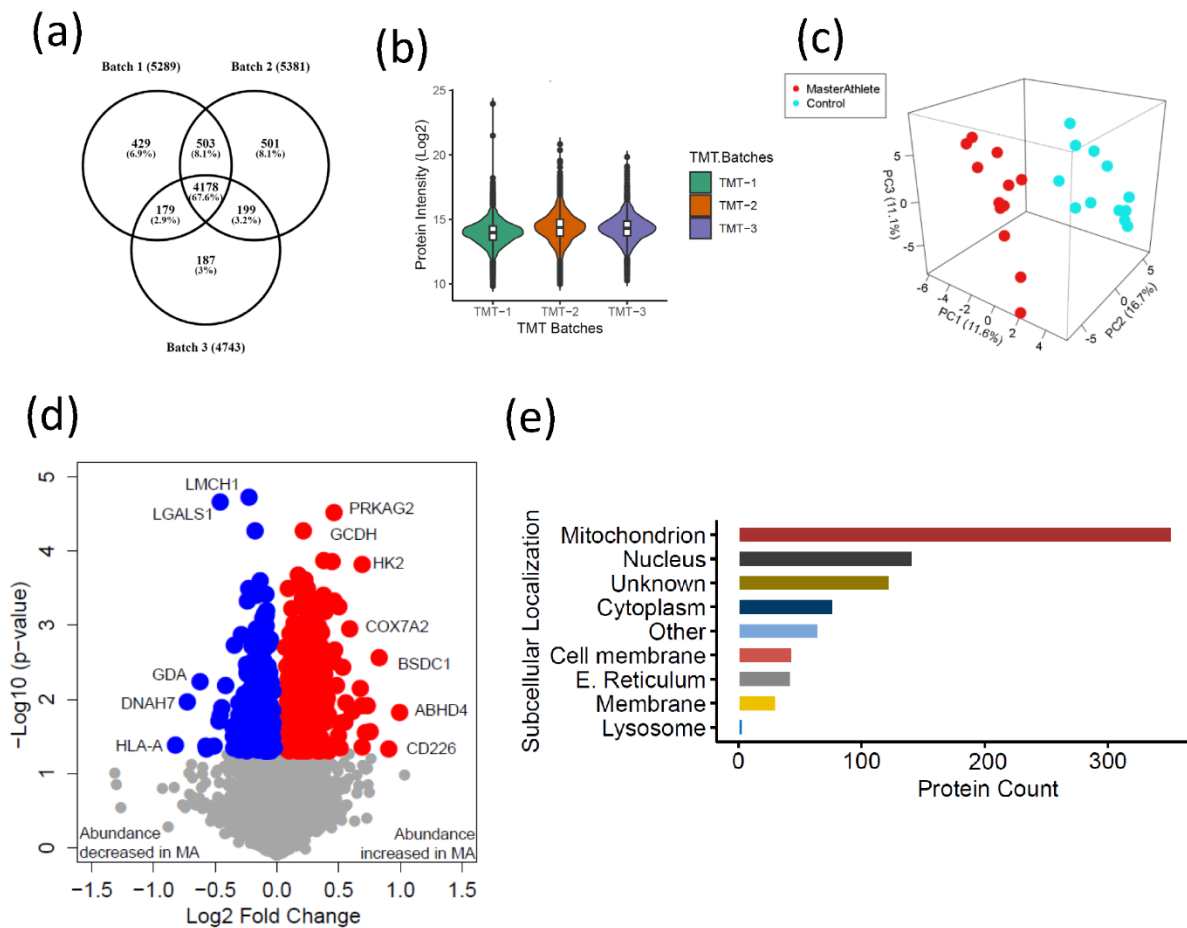 (a)
Batch 1 (5289)
Batch 2 (5381)
429
(6.9%)
503
(8.1%)
501
(8.1%)
4178
(67.6%)
179
(2.9%)
199
(3.2%)
187
(3%)
Batch 3 (4743)
(b)
25
20
15
10
Protein Intensity (Log2)
TMT−1
TMT−2
TMT−3
TMT Batches
TMT.Batches
TMT−1
TMT−2
TMT−3
(c)
MasterAthlete
Control
PC3 (11.1%)
5
0
-5
-6
-4
-2
0
2
4
PC1 (11.6%)
-5
0
5
PC2 (16.7%)
(d)
−Log10 (p-value)
5
4
3
2
1
0
LMCH1
LGALS1
PRKAG2
GCDH
HK2
COX7A2
BSDC1
GDA
DNAH7
ABHD4
HLA-A
CD226
Abundance
decreased in MA
Abundance
increased in MA
−1.5
−1.0
−0.5
0.0
0.5
1.0
1.5
Log2 Fold Change
(e)
Subcellular Localization
Mitochondrion
Nucleus
Unknown
Cytoplasm
Other
Cell membrane
E. Reticulum
Membrane
Lysosome
0
100
200
300
Protein Count